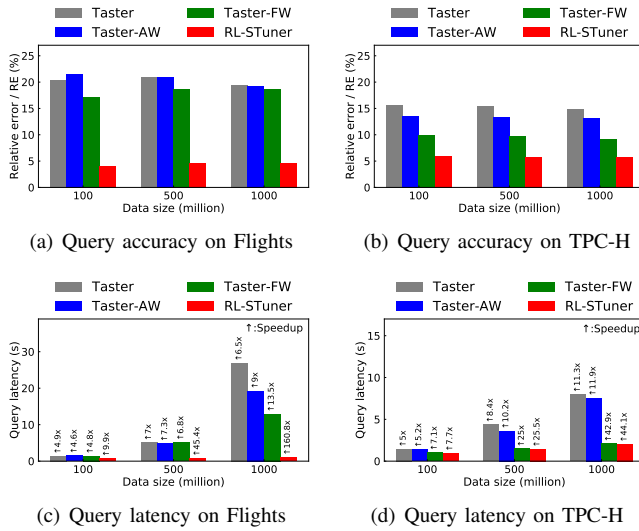 Taster Taster-FW
Taster-AW RL-STuner
Relative error / RE (%)
25
20
15
10
5
0
100 500 1000
Data size (million)
(a) Query accuracy on Flights
Taster Taster-FW
Taster-AW RL-STuner
Relative error / RE (%)
25
20
15
10
5
0
100 500 1000
Data size (million)
(b) Query accuracy on TPC-H
Taster Taster-FW
Taster-AW RL-STuner
↑:Speedup
Query latency (s)
30
20
10
0
↑4.9x ↑4.6x ↑4.8x ↑9.9x ↑7x ↑7.3x ↑6.8x ↑45.4x ↑6.5x ↑9x ↑13.5x ↑160.8x
100 500 1000
Data size (million)
(c) Query latency on Flights
Taster Taster-FW
Taster-AW RL-STuner
↑:Speedup
Query latency (s)
15
10
5
0
↑5x ↑5.2x ↑7.1x ↑7.7x ↑8.4x ↑10.2x ↑25x ↑25.5x ↑11.3x ↑11.9x ↑42.9x ↑44.1x
100 500 1000
Data size (million)
(d) Query latency on TPC-H